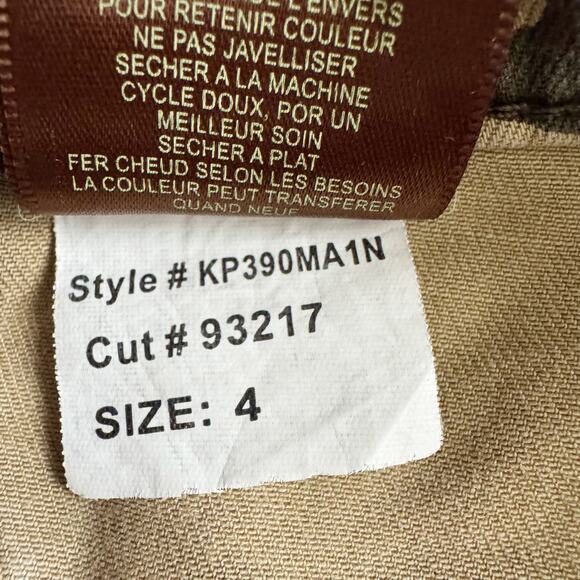 L'ENVERS
POUR RETENIR COULEUR
NE PAS JAVELLISER
SECHER A LA MACHINE
CYCLE DOUX, POR UN
MEILLEUR SOIN
SECHER A PLAT
FER CHEUD SELON LES BESOINS
LA COULEUR PEUT TRANSFERER
QUAND NEUF
Style # KP390MA1N
Cut # 93217
SIZE: 4